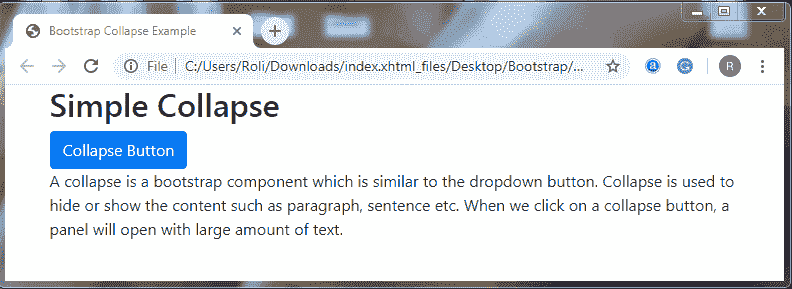 Bootstrap Collapse Example
File
C:/Users/Roli/Downloads/index.xhtml_files/Desktop/Bootstrap/...
a
G
R
Simple Collapse
Collapse Button
A collapse is a bootstrap component which is similar to the dropdown button. Collapse is used to
hide or show the content such as paragraph, sentence etc. When we click on a collapse button, a
panel will open with large amount of text.